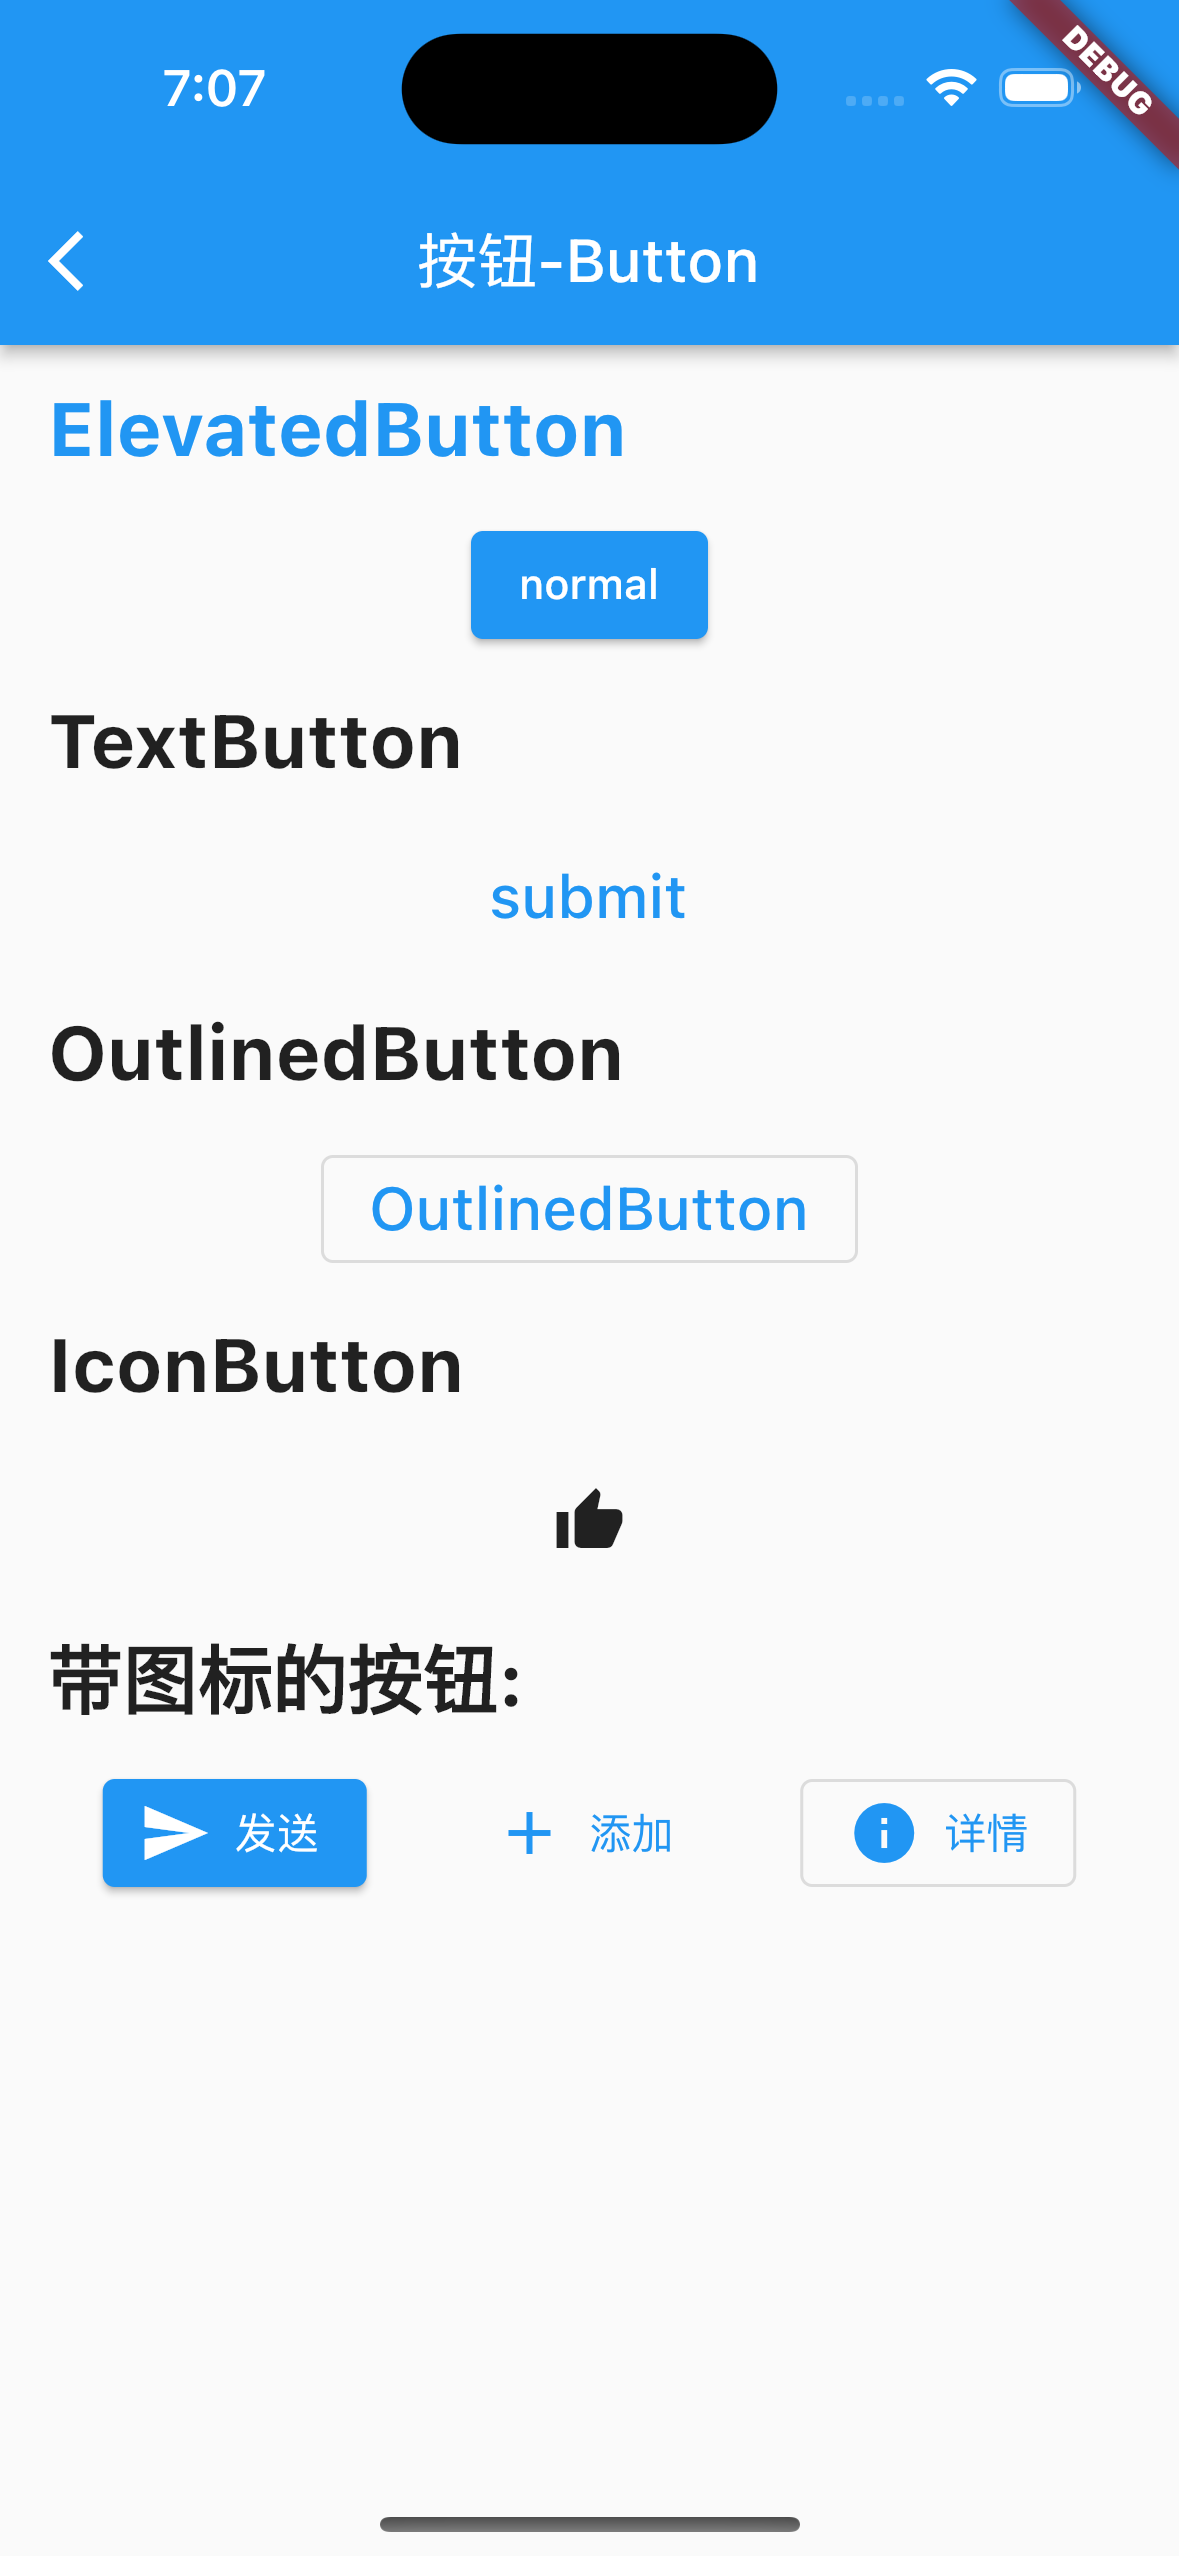 7:07
DEBUG
按钮-Button
ElevatedButton
normal
TextButton
submit
OutlinedButton
OutlinedButton
IconButton
带图标的按钮:
发送 添加 详情